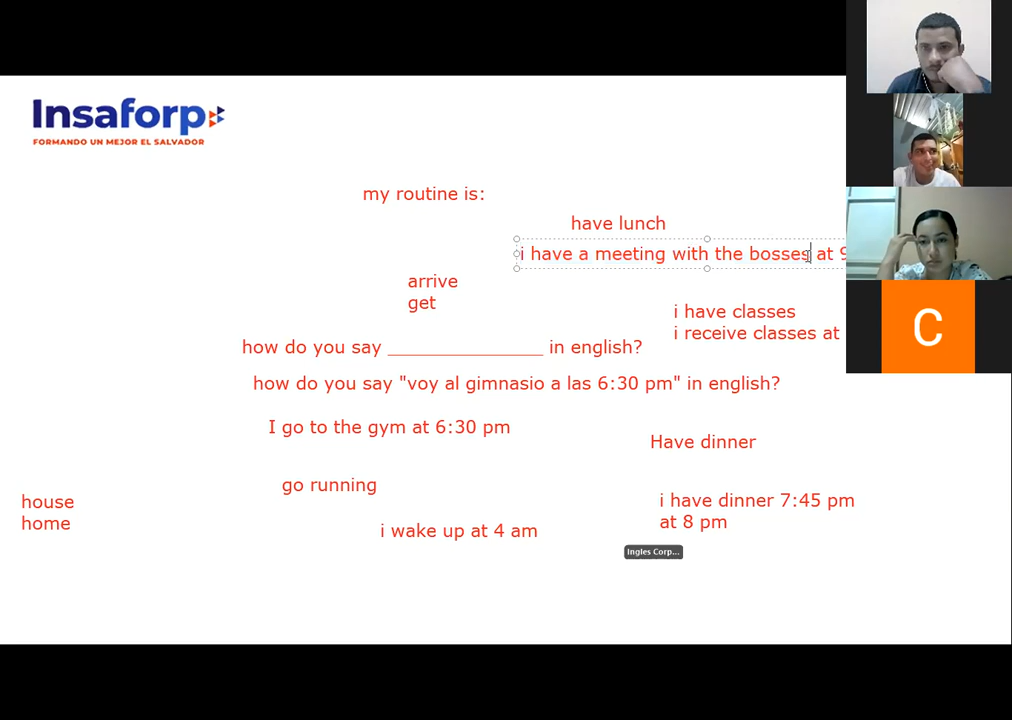 Insaforp
FORMANDO UN MEJOR EL SALVADOR
my routine is:
have lunch
i have a meeting with the bosses at 9
arrive
get
i have classes
i receive classes at
how do you say ________________ in english?
how do you say "voy al gimnasio a las 6:30 pm" in english?
I go to the gym at 6:30 pm
Have dinner
go running
house
home
i have dinner 7:45 pm
at 8 pm
i wake up at 4 am
Ingles Corp...
C